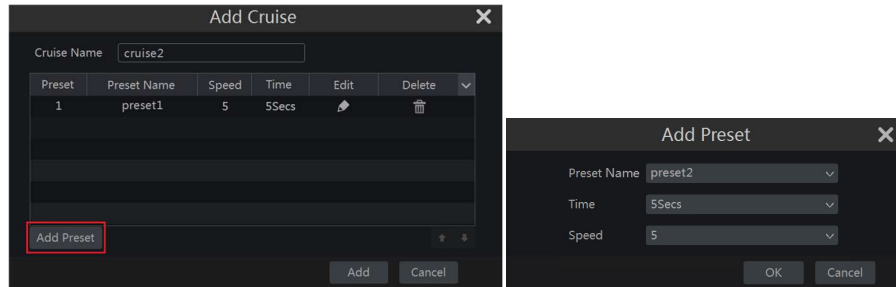 Add Cruise
Cruise Name cruise2
Preset Preset Name Speed Time Edit Delete
1 preset1 5 5Secs
Add Preset
Add Cancel
Add Preset
Preset Name preset2
Time 5Secs
Speed 5
OK Cancel